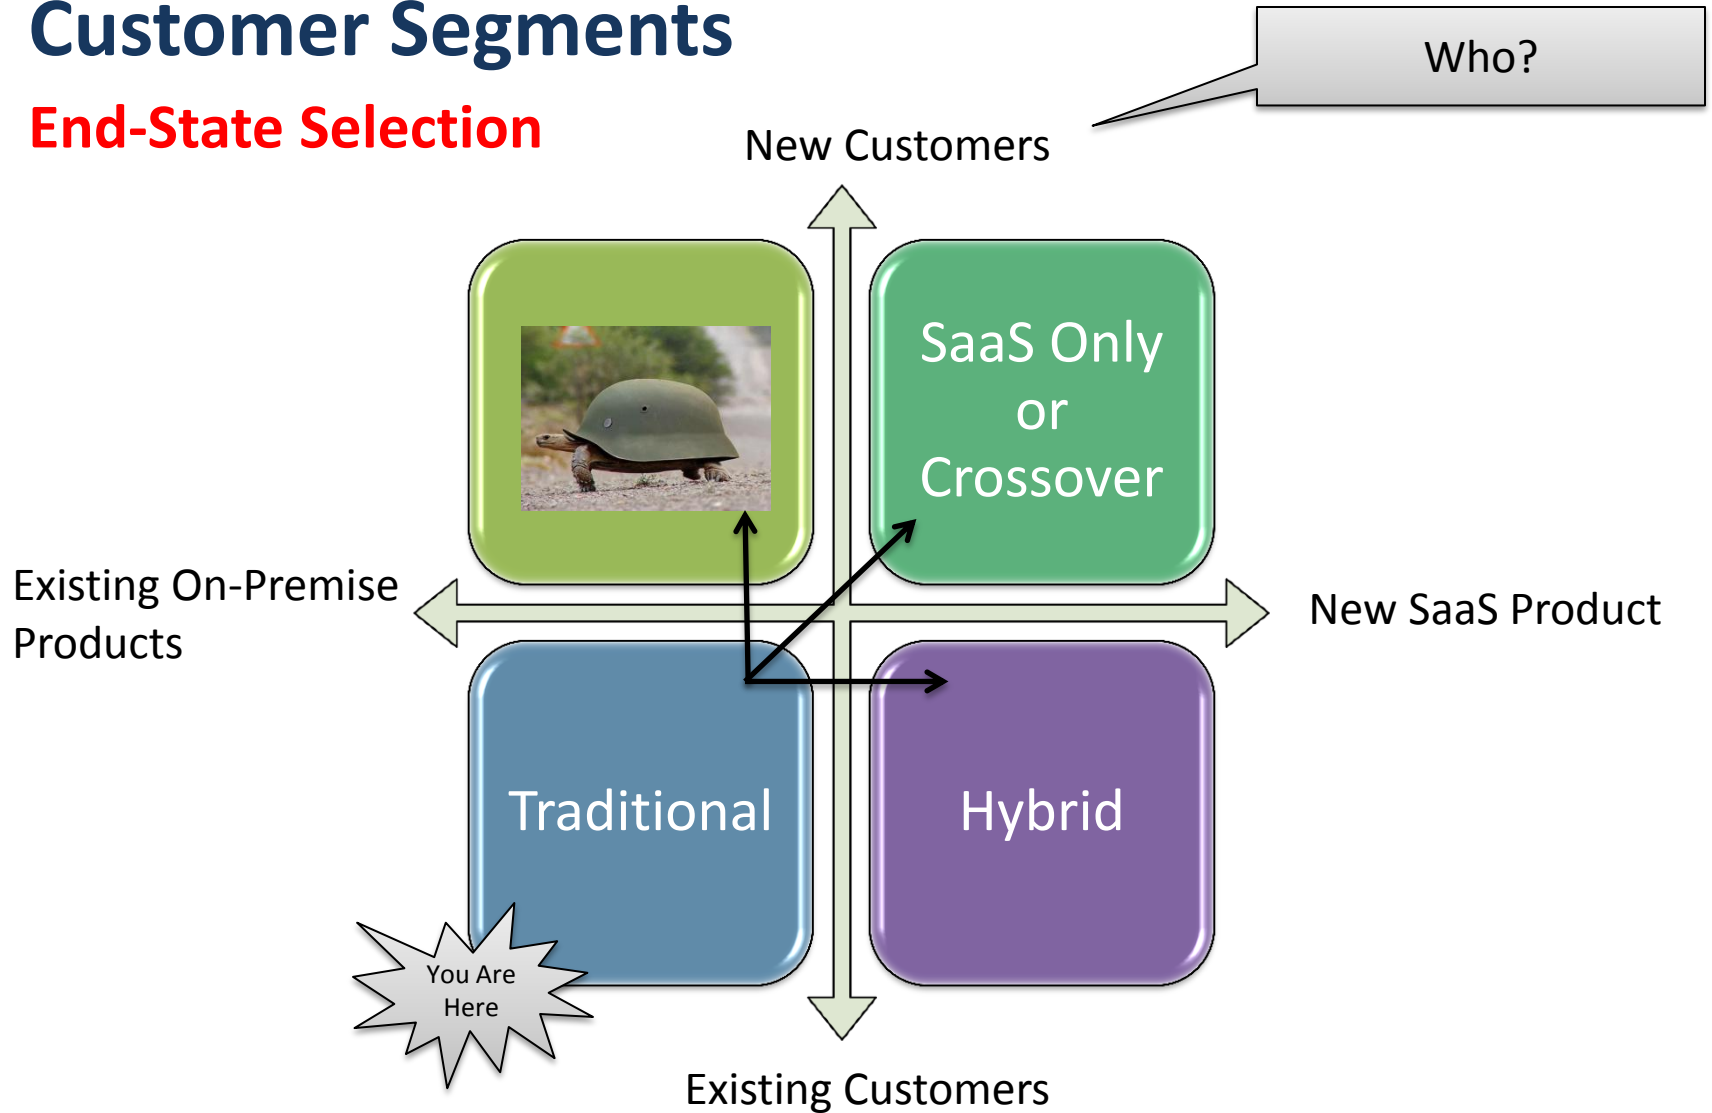 Customer Segments
End-State Selection
Who?
New Customers
SaaS Only
or
Crossover
Existing On-Premise
Products
New SaaS Product
Traditional
Hybrid
You Are
Here
Existing Customers